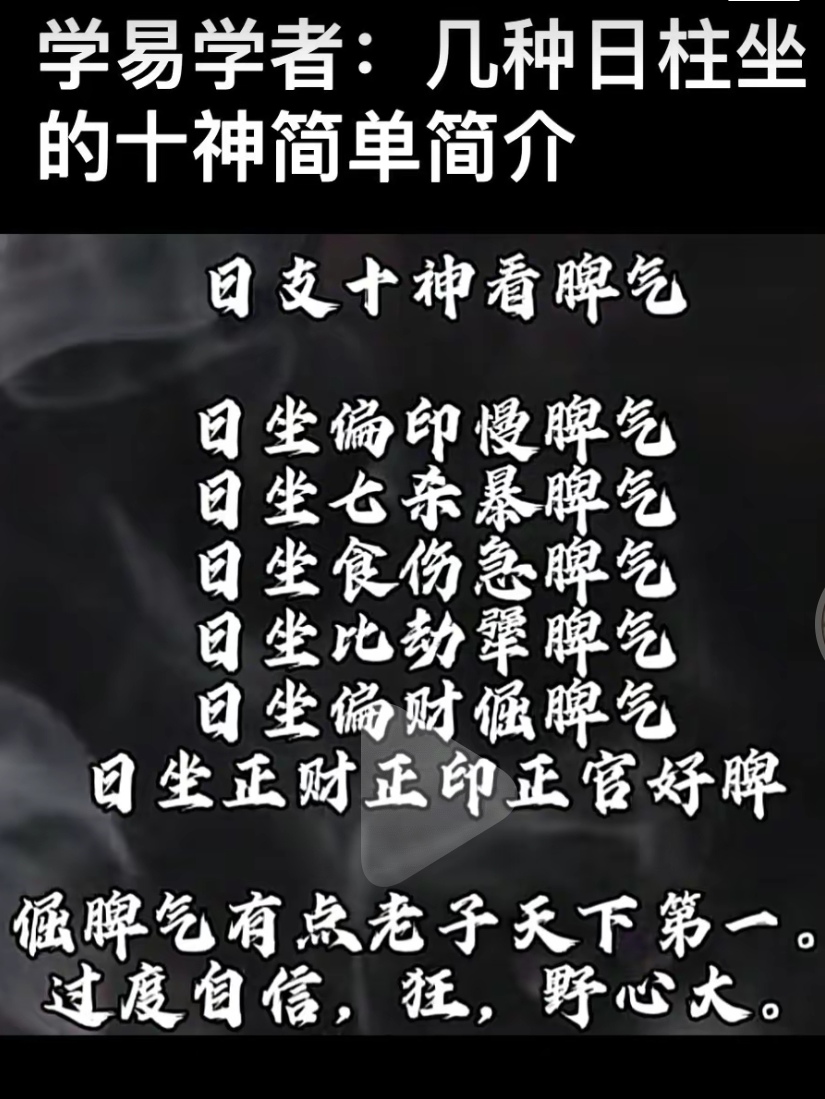 学易学者：几种日柱坐
的十神简单简介
日支十神看脾气
日坐偏印慢脾气
日坐七杀暴脾气
日坐食伤急脾气
日坐比劫犟脾气
日坐偏财倔脾气
日坐正财正印正官好脾
倔脾气有点老子天下第一。
过度自信，狂，野心大。